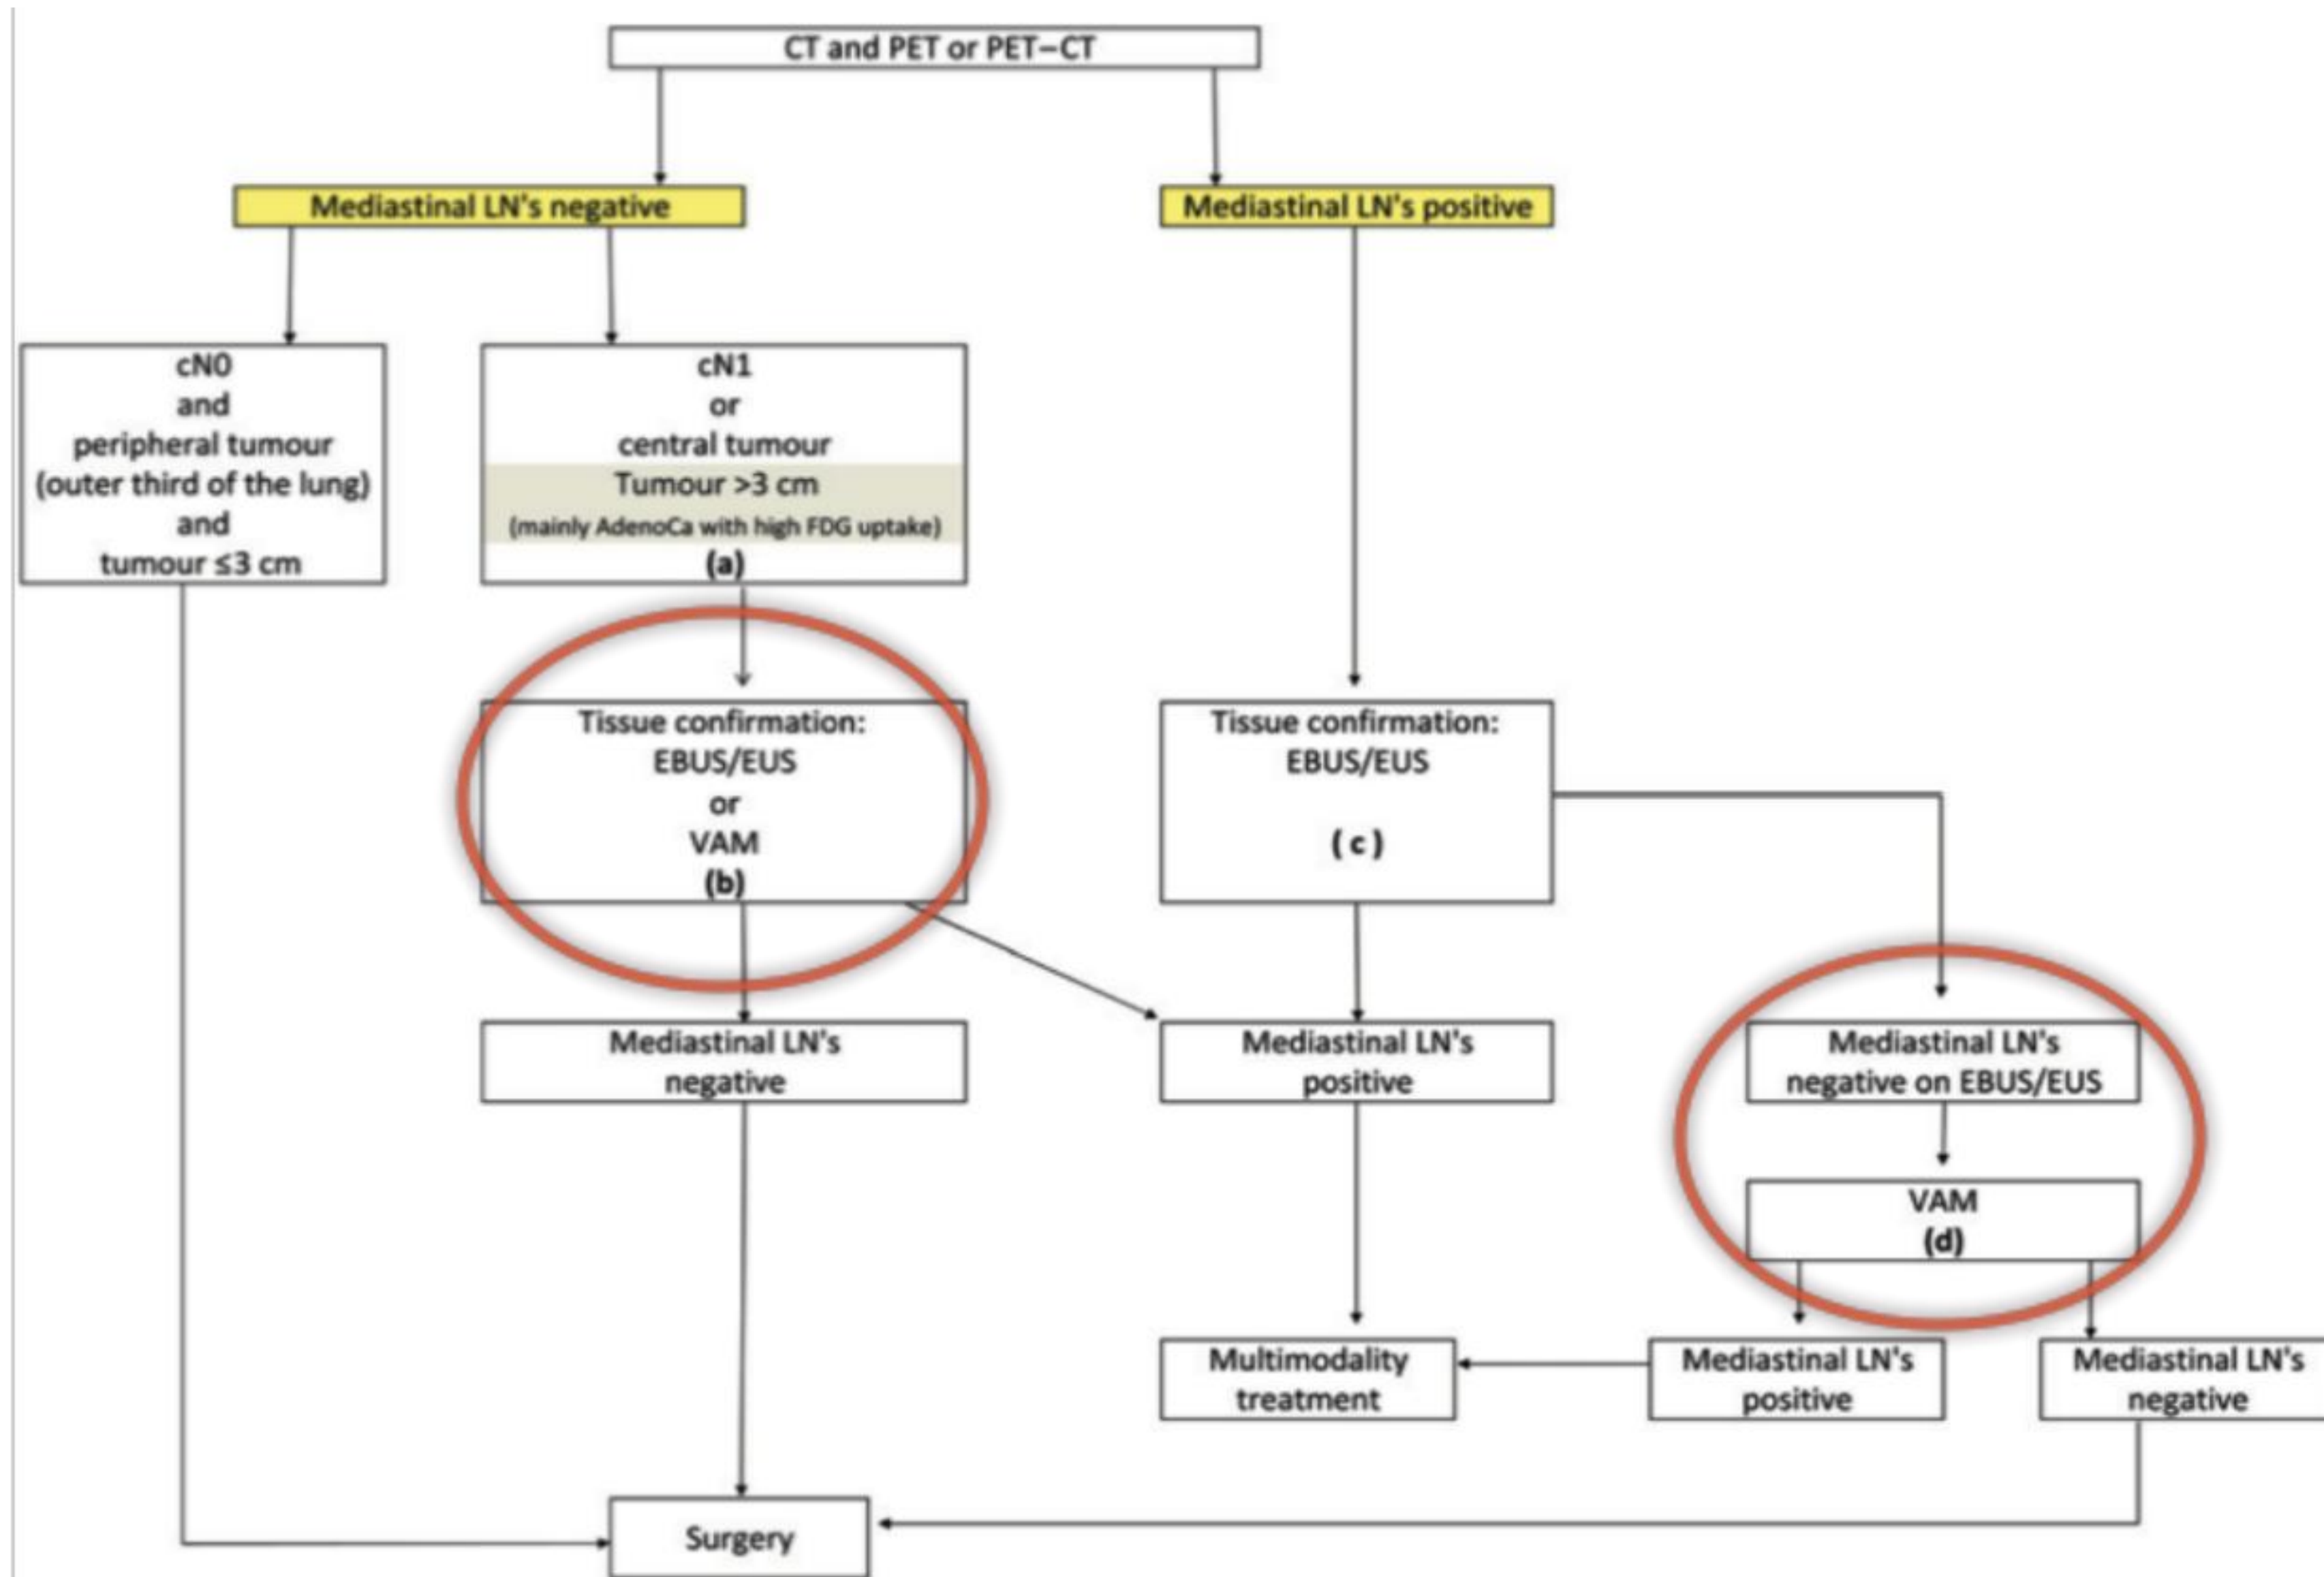 CT and PET or PET–CT
Mediastinal LN's negative
Mediastinal LN's positive
cN0
and
peripheral tumour
(outer third of the lung)
and
tumour ≤3 cm
cN1
or
central tumour
Tumour >3 cm
(mainly AdenoCa with high FDG uptake)
(a)
Tissue confirmation:
EBUS/EUS
or
VAM
(b)
Tissue confirmation:
EBUS/EUS
( c )
Mediastinal LN's
negative
Mediastinal LN's
positive
Mediastinal LN's
negative on EBUS/EUS
VAM
(d)
Multimodality
treatment
Mediastinal LN's
positive
Mediastinal LN's
negative
Surgery